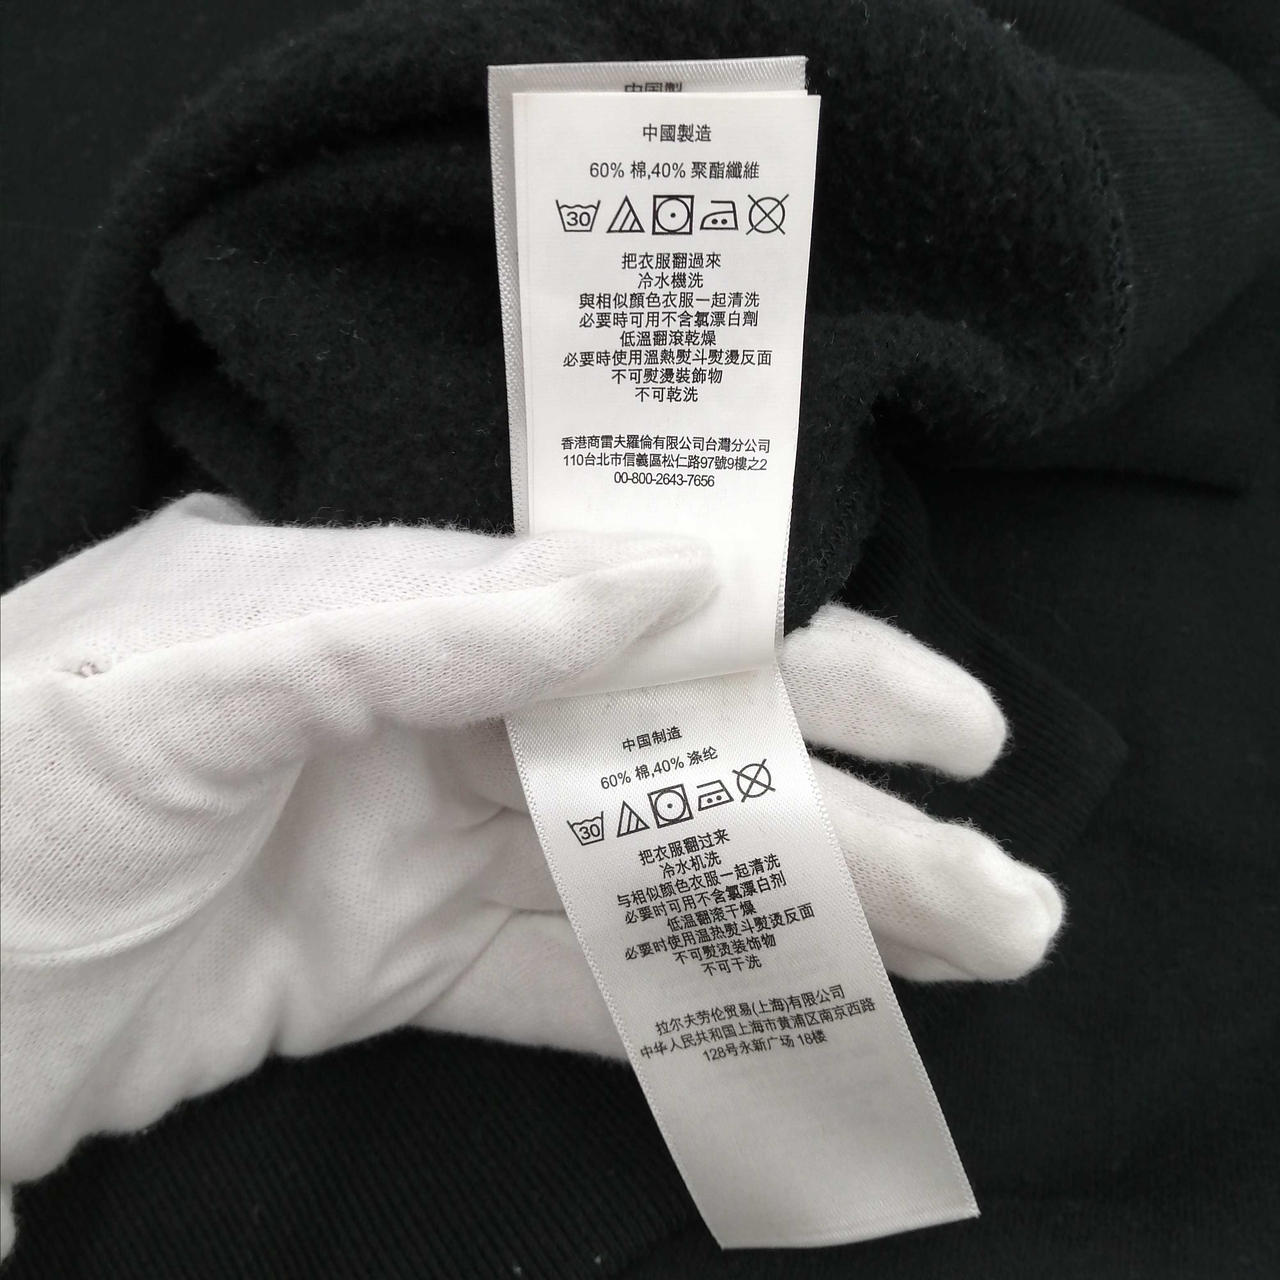 中国製
中國製造
60% 棉,40% 聚酯纖維
30
把衣服翻過來
冷水機洗
與相似顏色衣服一起清洗
必要時可用不含氯漂白劑
低溫翻滾乾燥
必要時使用溫熱熨斗熨燙反面
不可熨燙裝飾物
不可乾洗
香港商雷夫羅倫有限公司台灣分公司
110台北市信義區松仁路97號9樓之2
00-800-2643-7656
中国制造
60% 棉,40% 涤纶
30
把衣服翻过来
冷水机洗
与相似颜色衣服一起清洗
必要时可用不含氯漂白剂
低温翻滚干燥
必要时使用温热熨斗熨烫反面
不可熨烫装饰物
不可干洗
拉尔夫劳伦贸易(上海)有限公司
中华人民共和国上海市黄浦区南京西路
128号永新广场 18楼